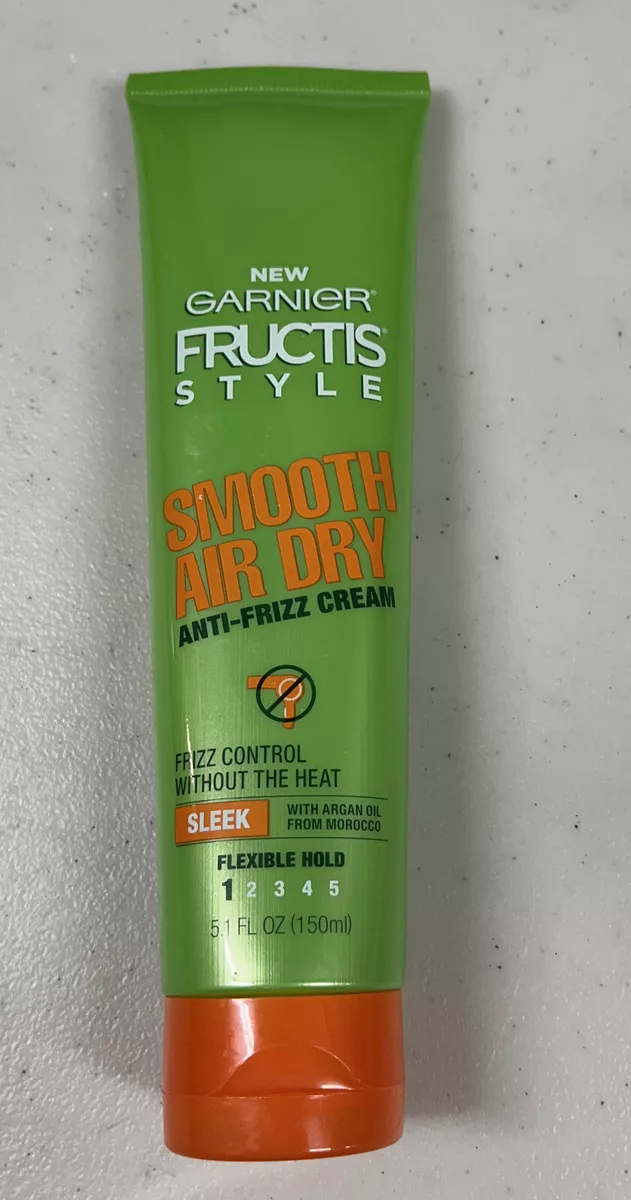 NEW
GARNIER®
FRUCTIS®
STYLE
SMOOTH
AIR DRY
ANTI-FRIZZ CREAM
FRIZZ CONTROL
WITHOUT THE HEAT
SLEEK
WITH ARGAN OIL
FROM MOROCCO
FLEXIBLE HOLD
1 2 3 4 5
5.1 FL OZ (150ml)